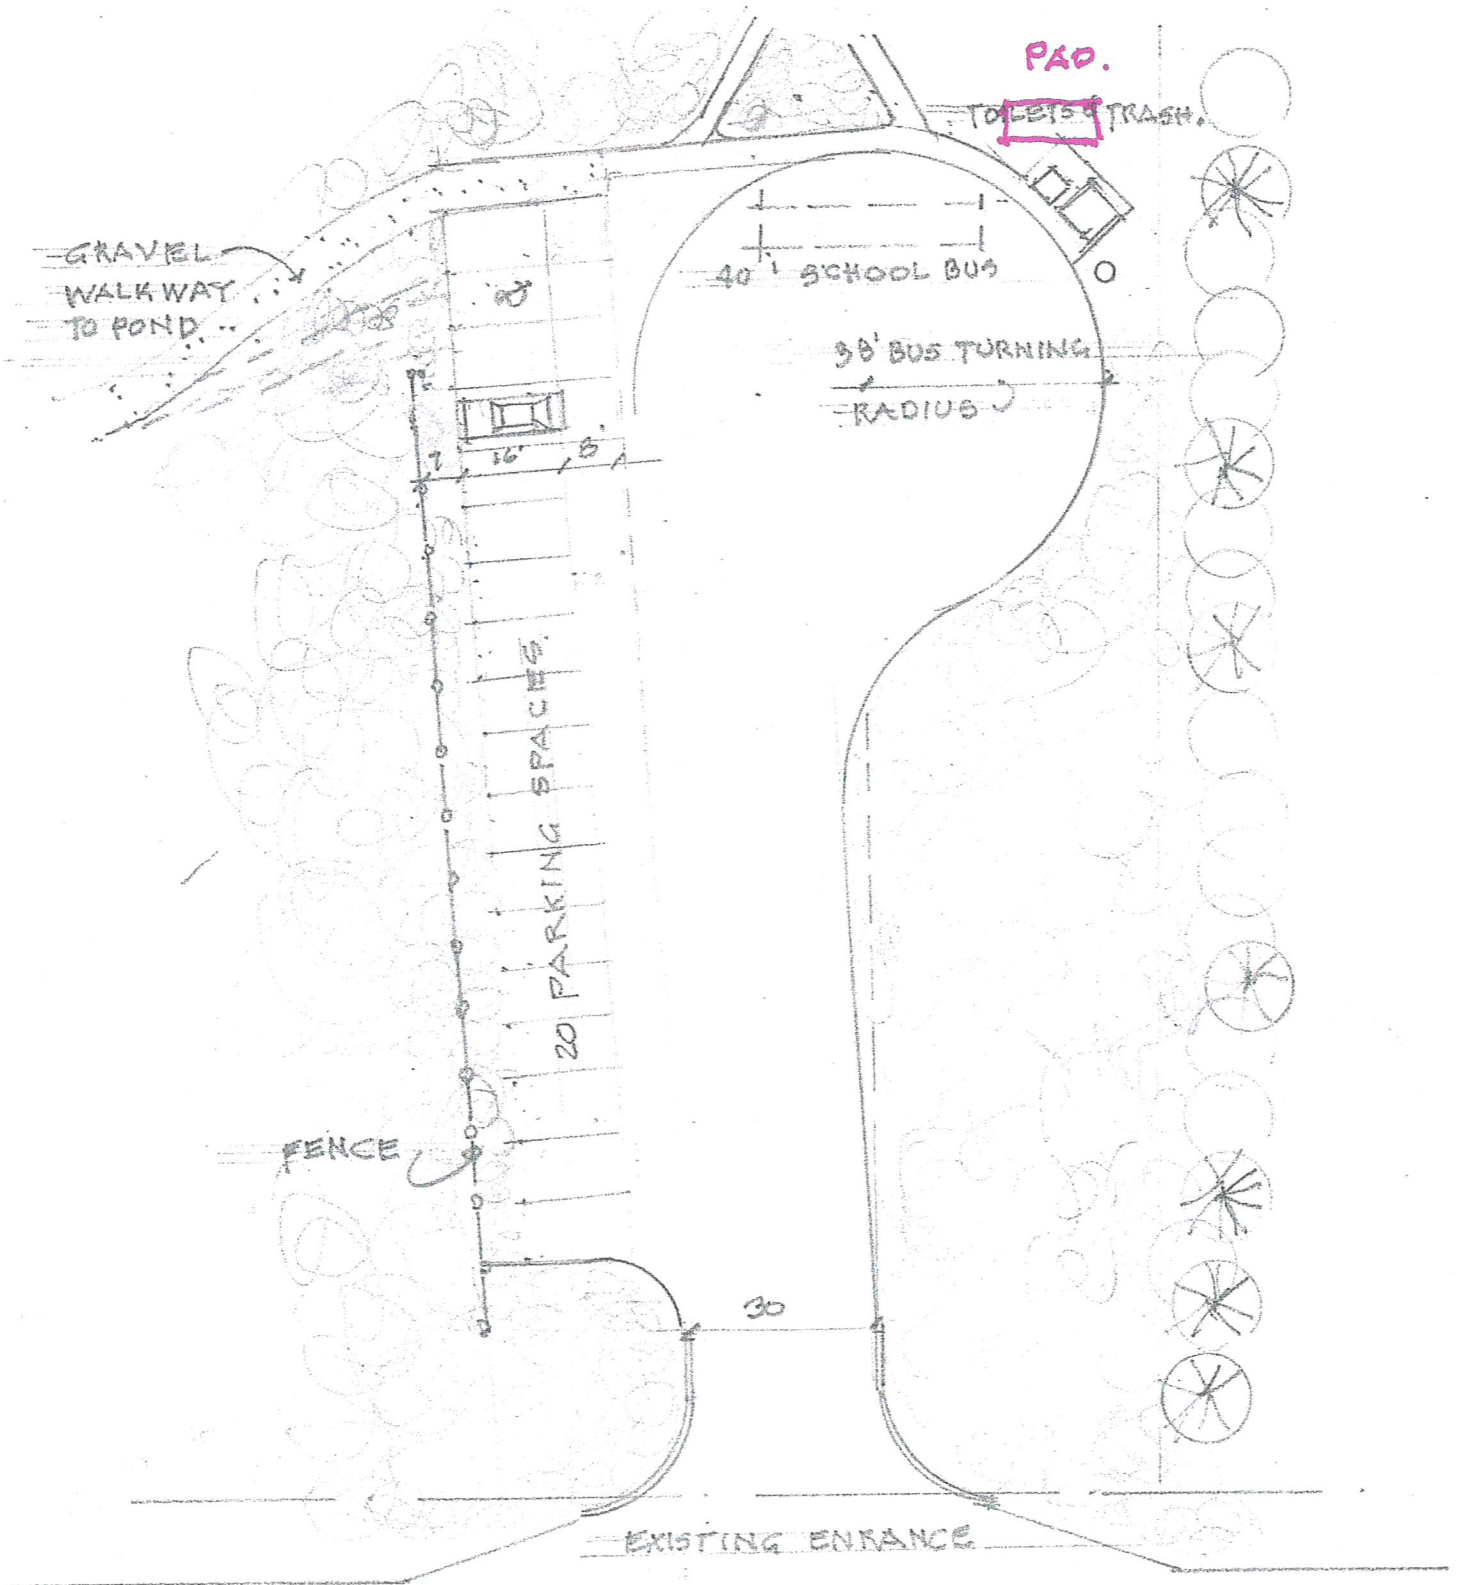 PAD.
TOILETS & TRASH.
GRAVEL
WALKWAY
TO POND
40' SCHOOL BUS
38' BUS TURNING
RADIUS
7 16' 8'
20 PARKING SPACES
FENCE
30
EXISTING ENRANCE